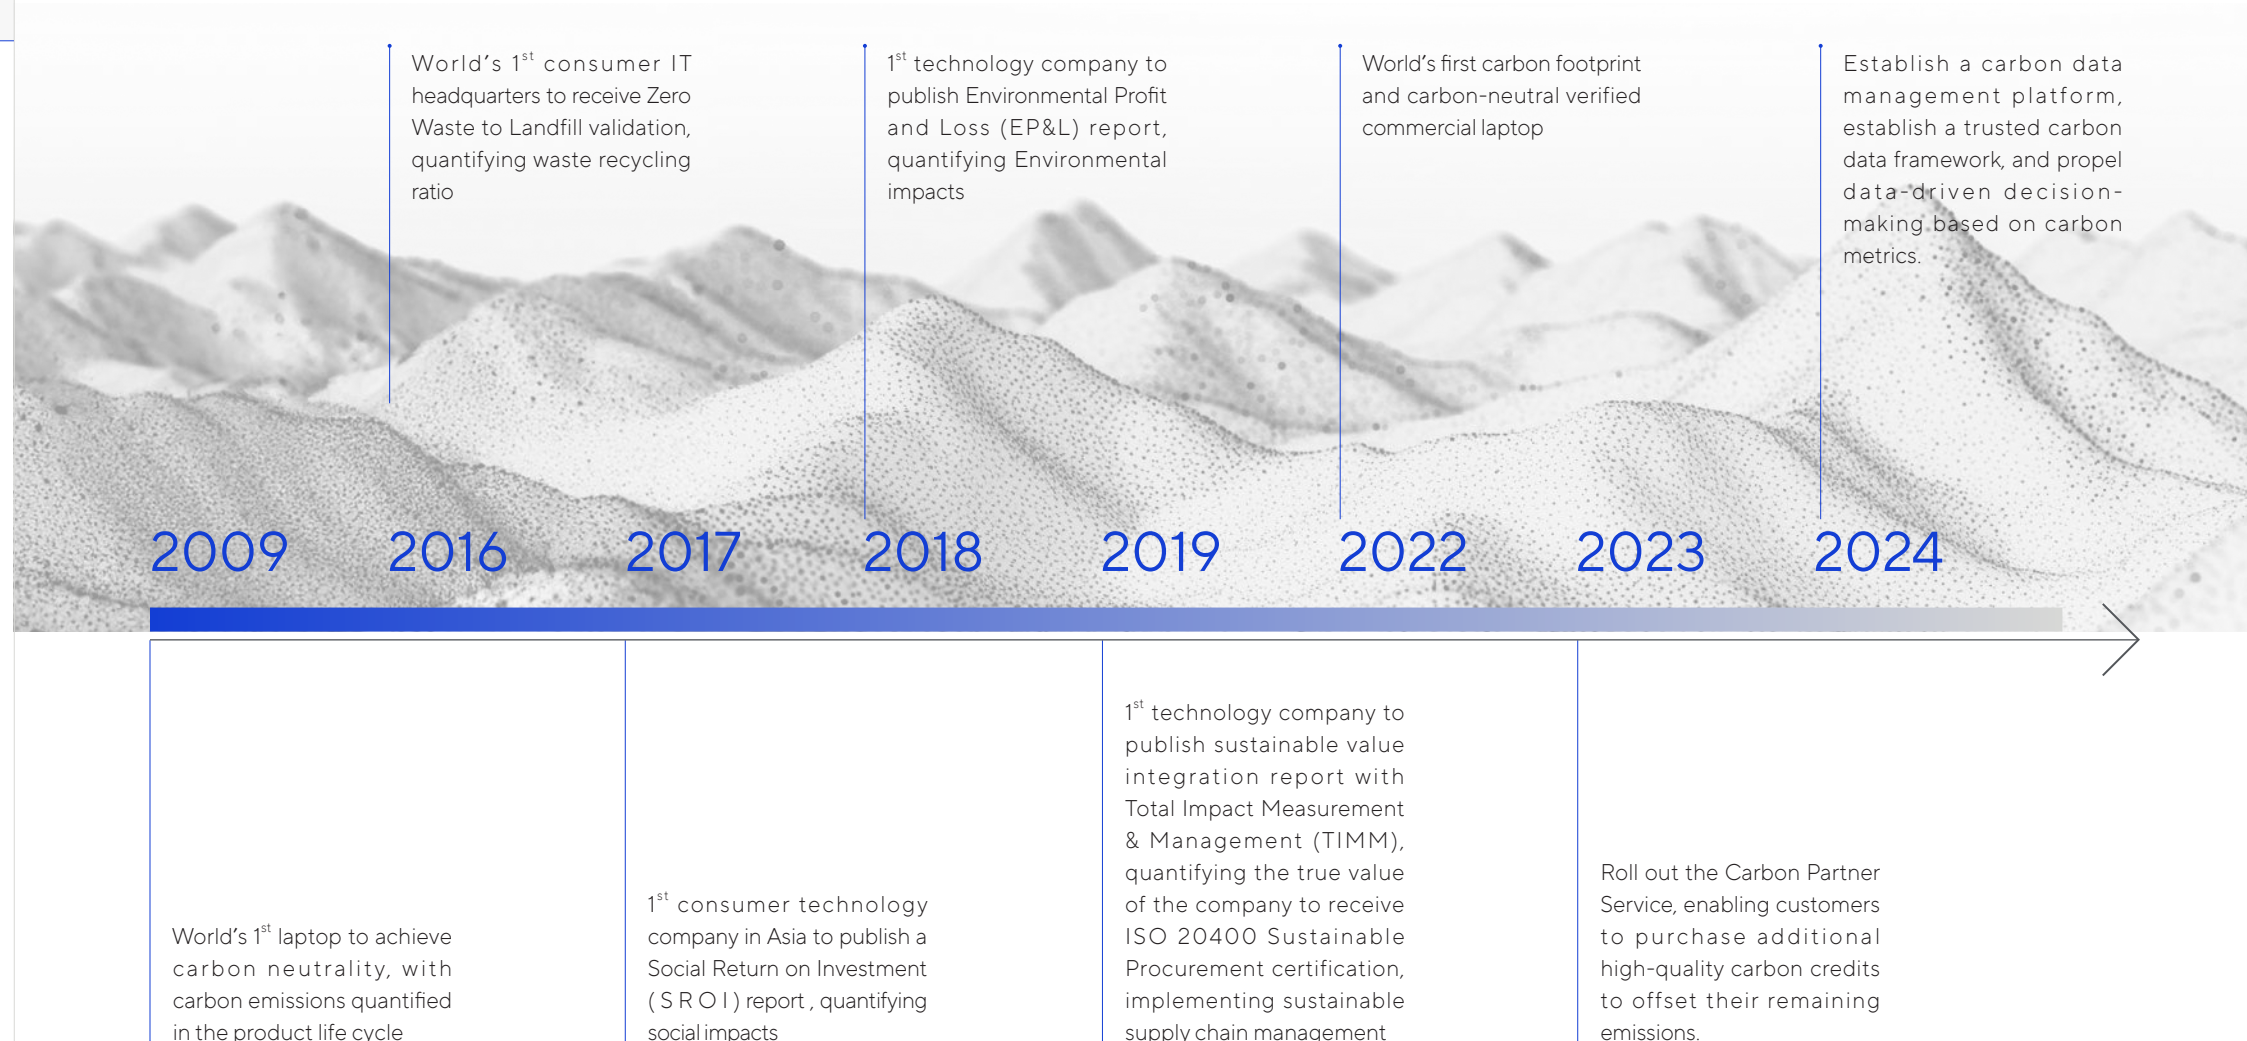 World's 1st consumer IT
headquarters to receive Zero
Waste to Landfill validation,
quantifying waste recycling
ratio
1st technology company to
publish Environmental Profit
and Loss (EP&L) report,
quantifying Environmental
impacts
World's first carbon footprint
and carbon-neutral verified
commercial laptop
Establish a carbon data
management platform,
establish a trusted carbon
data framework, and propel
data-driven decision-
making based on carbon
metrics.
2009 2016 2017 2018 2019 2022 2023 2024
World's 1st laptop to achieve
carbon neutrality, with
carbon emissions quantified
in the product life cycle
1st consumer technology
company in Asia to publish a
Social Return on Investment
(SROI) report , quantifying
social impacts
1st technology company to
publish sustainable value
integration report with
Total Impact Measurement
& Management (TIMM),
quantifying the true value
of the company to receive
ISO 20400 Sustainable
Procurement certification,
implementing sustainable
supply chain management
Roll out the Carbon Partner
Service, enabling customers
to purchase additional
high-quality carbon credits
to offset their remaining
emissions.